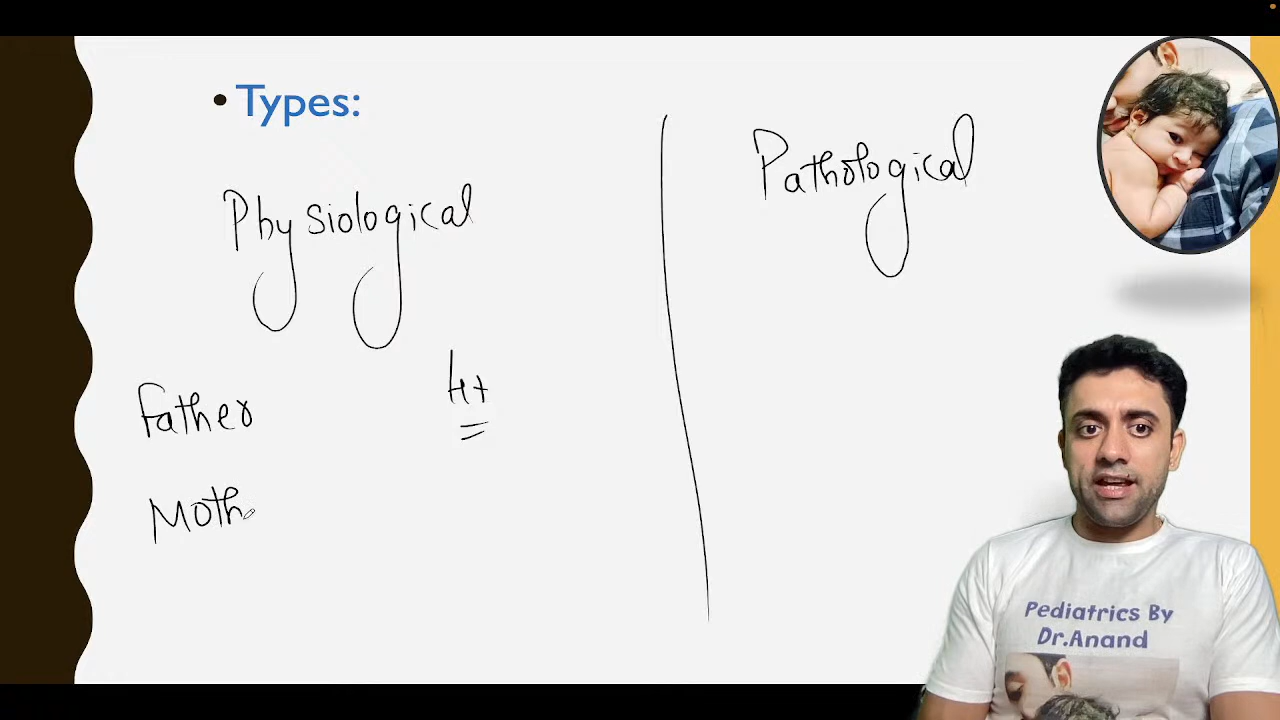 • Types:
Physiological
Pathological
Father
Ht
Moth
Pediatrics By
Dr.Anand